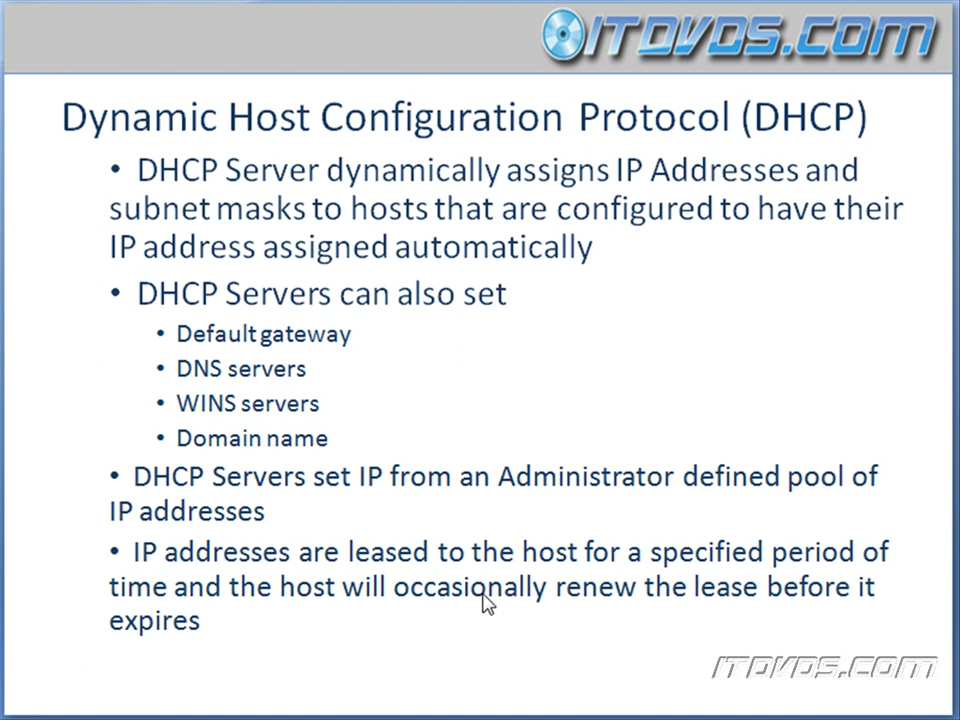 ITDVDS.COM
Dynamic Host Configuration Protocol (DHCP)
• DHCP Server dynamically assigns IP Addresses and
subnet masks to hosts that are configured to have their
IP address assigned automatically
• DHCP Servers can also set
• Default gateway
• DNS servers
• WINS servers
• Domain name
• DHCP Servers set IP from an Administrator defined pool of
IP addresses
• IP addresses are leased to the host for a specified period of
time and the host will occasionally renew the lease before it
expires
ITDVDS.COM